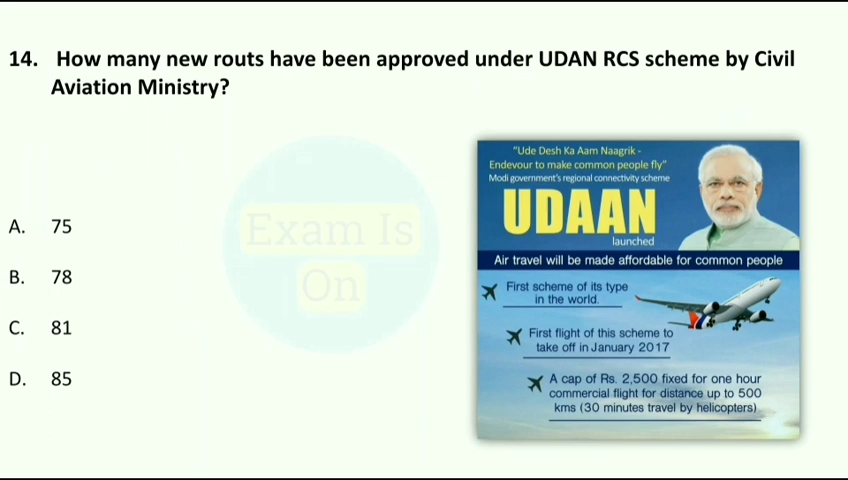 14. How many new routs have been approved under UDAN RCS scheme by Civil
Aviation Ministry?
A. 75
B. 78
C. 81
D. 85
Exam Is
On
"Ude Desh Ka Aam Naagrik -
Endevour to make common people fly"
Modi government's regional connectivity scheme
UDAAN
launched
Air travel will be made affordable for common people
First scheme of its type
in the world.
First flight of this scheme to
take off in January 2017
A cap of Rs. 2,500 fixed for one hour
commercial flight for distance up to 500
kms (30 minutes travel by helicopters)